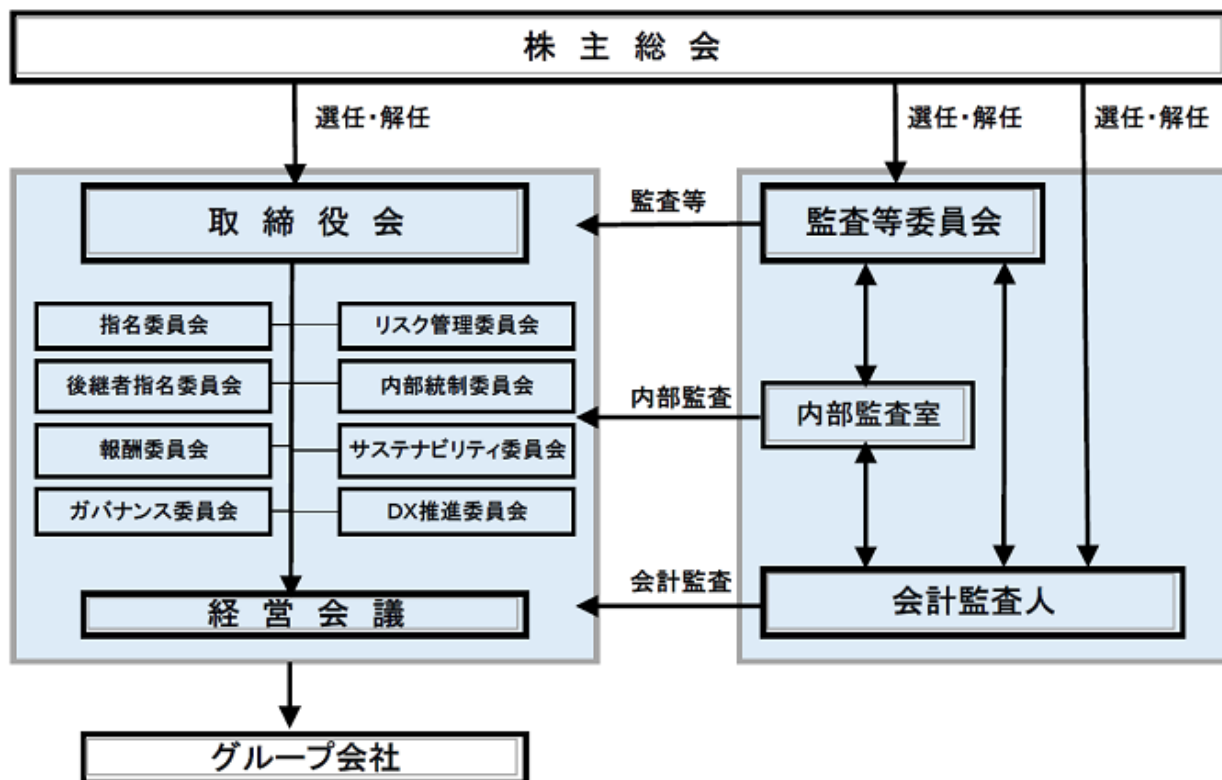 株主総会
選任・解任
選任・解任
選任・解任
取締役会
監査等
監査等委員会
指名委員会
リスク管理委員会
後継者指名委員会
内部統制委員会
内部監査
内部監査室
報酬委員会
サステナビリティ委員会
ガバナンス委員会
DX推進委員会
会計監査
会計監査人
経営会議
グループ会社